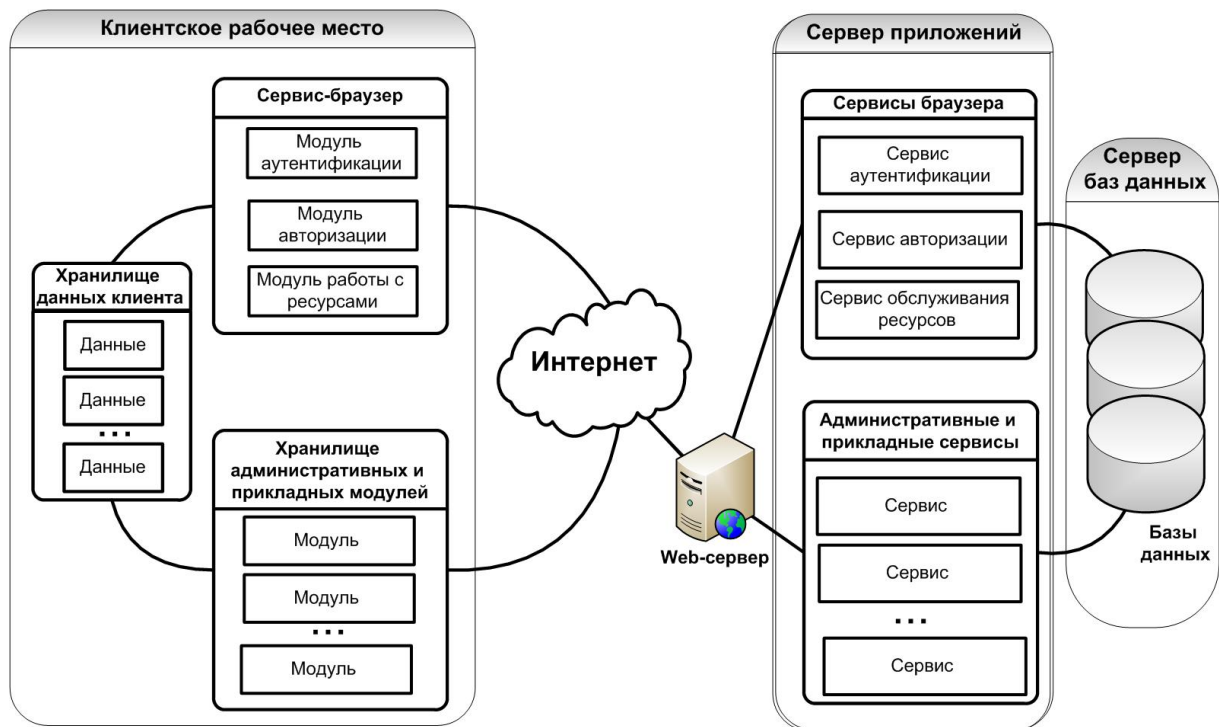 Клиентское рабочее место
Сервис-браузер
Модуль
аутентификации
Модуль
авторизации
Модуль работы с
ресурсами
Хранилище
данных клиента
Данные
Данные
...
Данные
Хранилище
административных и
прикладных модулей
Модуль
Модуль
...
Модуль
Интернет
Web-сервер
Сервер приложений
Сервисы браузера
Сервис
аутентификации
Сервис авторизации
Сервис обслуживания
ресурсов
Административные и
прикладные сервисы
Сервис
Сервис
...
Сервис
Сервер
баз данных
Базы
данных